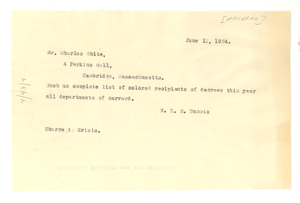 June 11, 1924.
Mr. Charles White,
4 Perkins Hall,
Cambridge, Massachusetts.
Send us complete list of colored recipients of degrees this year
all departments of Harvard.
W. E. B. DuBois
Charge to Crisis.